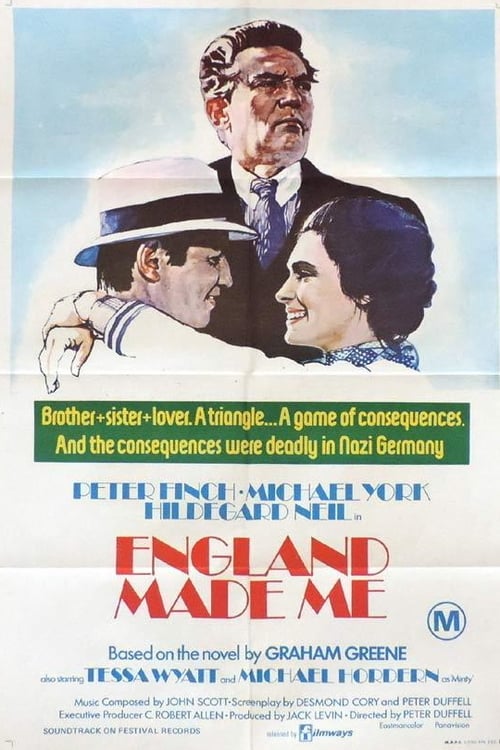 Brother+sister+lover. A triangle... A game of consequences.
And the consequences were deadly in Nazi Germany
PETER FINCH · MICHAEL YORK
HILDEGARD NEIL in
ENGLAND
MADE ME
M
Based on the novel by GRAHAM GREENE
also starring TESSA WYATT and MICHAEL HORDERN as 'Minty'
Music Composed by JOHN SCOTT · Screenplay by DESMOND CORY and PETER DUFFELL
Executive Producer C. ROBERT ALLEN · Produced by JACK LEVIN · Directed by PETER DUFFELL
SOUNDTRACK ON FESTIVAL RECORDS
released by filmways
Eastmancolor Panavision